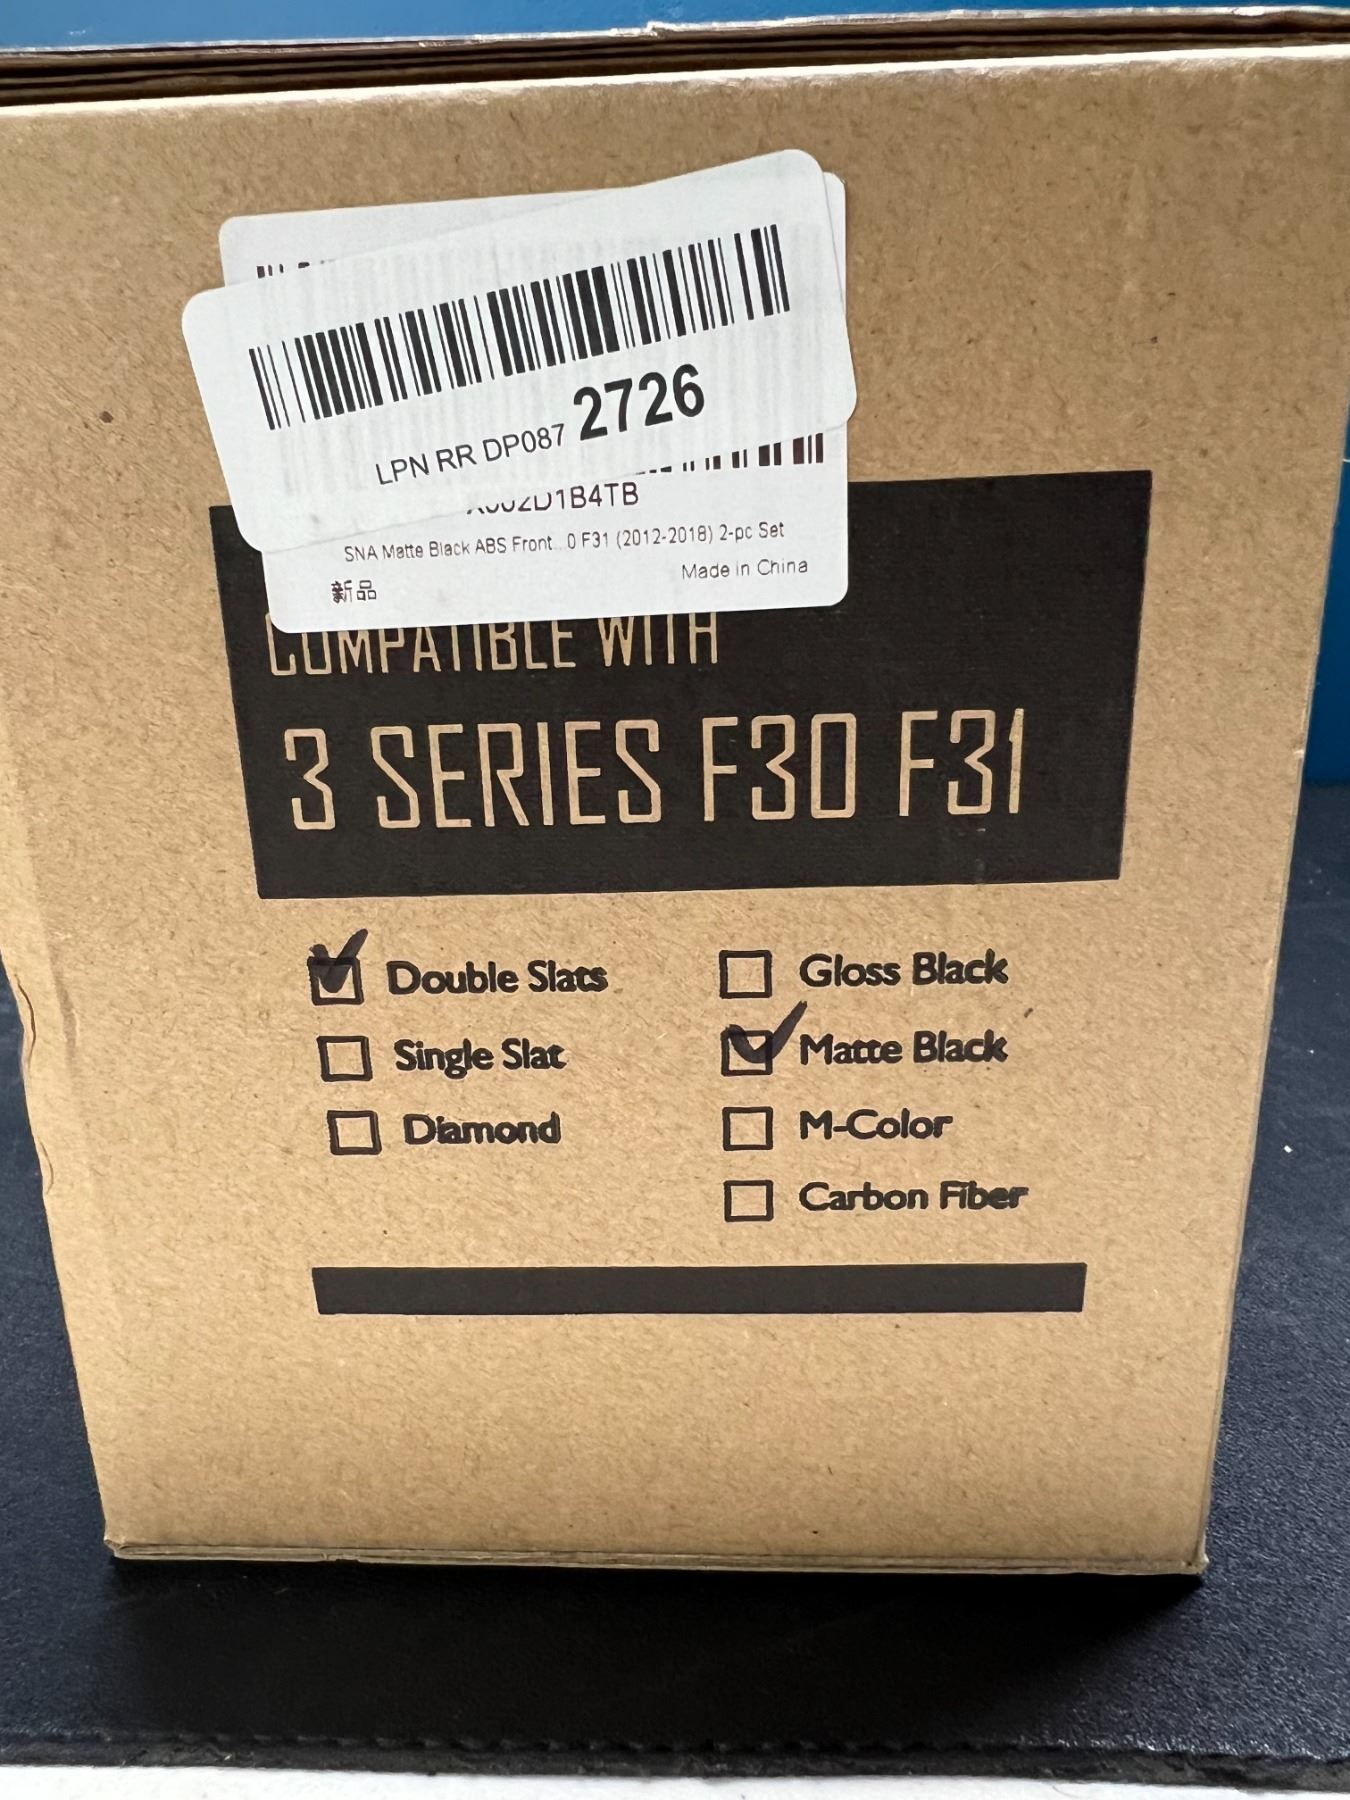 LPN RR DP087 2726
SNA Matte Black ABS Front...0 F31 (2012-2018) 2-pc Set
新品
Made in China
COMPATIBLE WITH
3 SERIES F30 F31
Double Slats
Single Slat
Diamond
Gloss Black
Matte Black
M-Color
Carbon Fiber